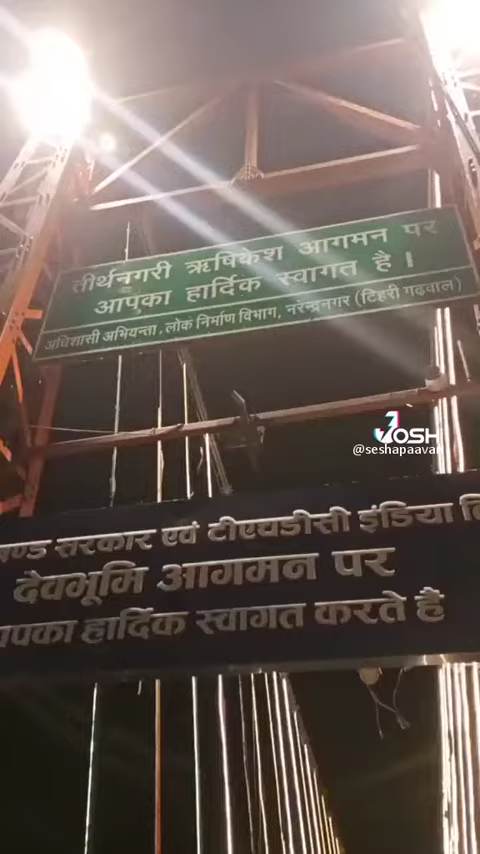 तीर्थनगरी ऋषिकेश आगमन पर
आपका हार्दिक स्वागत है ।
अधिशासी अभियन्ता, लोक निर्माण विभाग, नरेन्द्रनगर (टिहरी गढ़वाल)
JOSH
@seshapaavan
सरकार एवं टीएचडीसी इंडिया
देवभूमि आगमन पर
हार्दिक स्वागत करते हैं